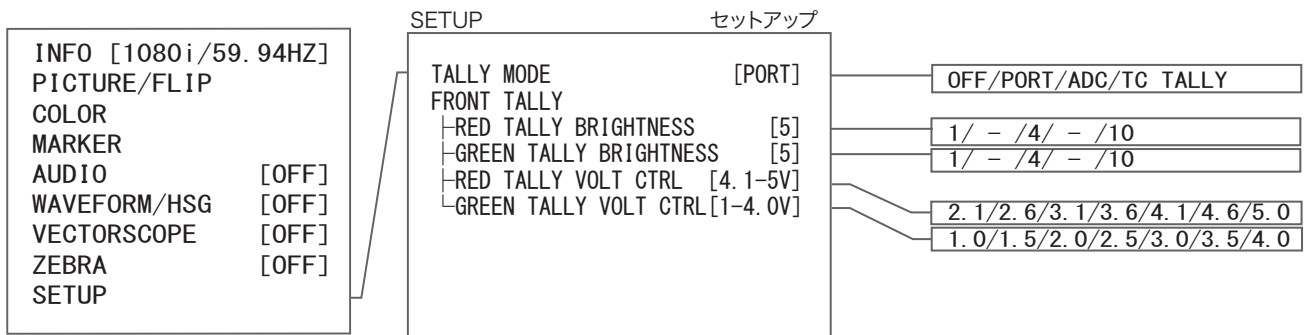 INFO [1080i/59.94HZ]
PICTURE/FLIP
COLOR
MARKER
AUDIO [OFF]
WAVEFORM/HSG [OFF]
VECTORSCOPE [OFF]
ZEBRA [OFF]
SETUP
SETUP セットアップ
TALLY MODE [PORT]
FRONT TALLY
├RED TALLY BRIGHTNESS [5]
├GREEN TALLY BRIGHTNESS [5]
├RED TALLY VOLT CTRL [4.1-5V]
└GREEN TALLY VOLT CTRL[1-4.0V]
OFF/PORT/ADC/TC TALLY
1/ - /4/ - /10
1/ - /4/ - /10
2.1/2.6/3.1/3.6/4.1/4.6/5.0
1.0/1.5/2.0/2.5/3.0/3.5/4.0